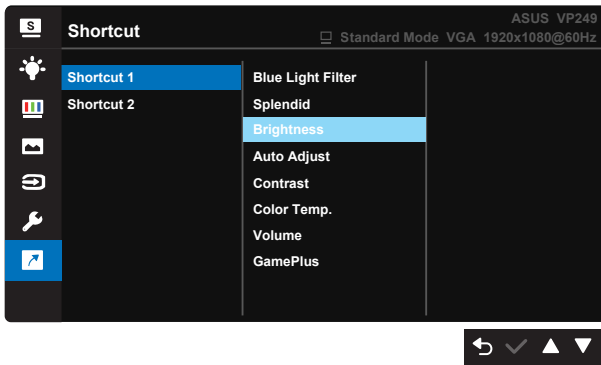 S
Shortcut
ASUS VP249
Standard Mode VGA 1920x1080@60Hz
Shortcut 1
Shortcut 2
Blue Light Filter
Splendid
Brightness
Auto Adjust
Contrast
Color Temp.
Volume
GamePlus